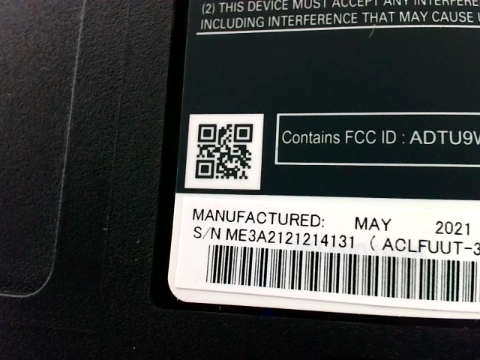 (2) THIS DEVICE MUST ACCEPT ANY
INCLUDING INTERFERENCE THAT MAY CAUSE
Contains FCC ID : ADTU9
MANUFACTURED: MAY 2021
S/N ME3A2121214131 ( ACLFUUT-3